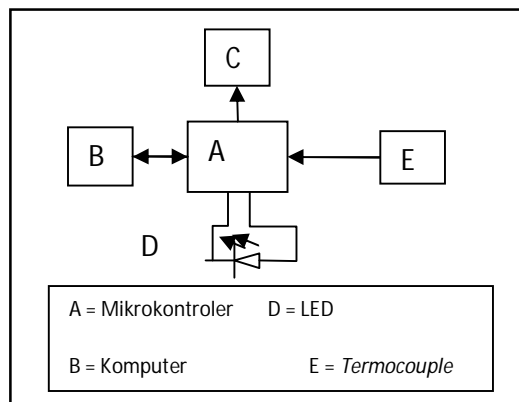 C
B
A
E
D
A = Mikrokontroler D = LED
B = Komputer E = Termocouple